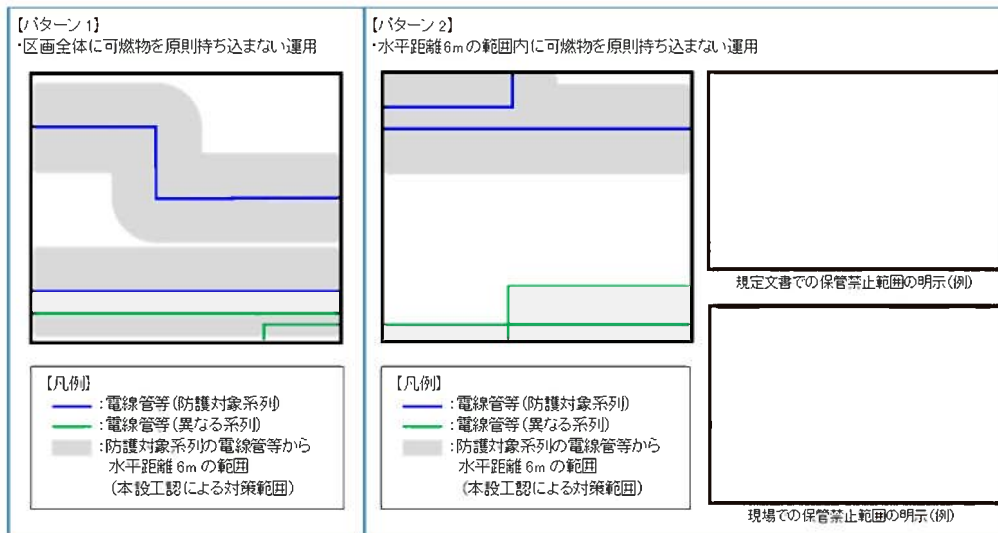 【パターン1】
・区画全体に可燃物を原則持ち込まない運用
【凡例】
:電線管等(防護対象系列)
:電線管等(異なる系列)
:防護対象系列の電線管等から
水平距離6mの範囲
(本設工認による対策範囲)
【パターン2】
・水平距離6mの範囲内に可燃物を原則持ち込まない運用
【凡例】
:電線管等(防護対象系列)
:電線管等(異なる系列)
:防護対象系列の電線管等から
水平距離6mの範囲
(本設工認による対策範囲)
規定文書での保管禁止範囲の明示(例)
現場での保管禁止範囲の明示(例)